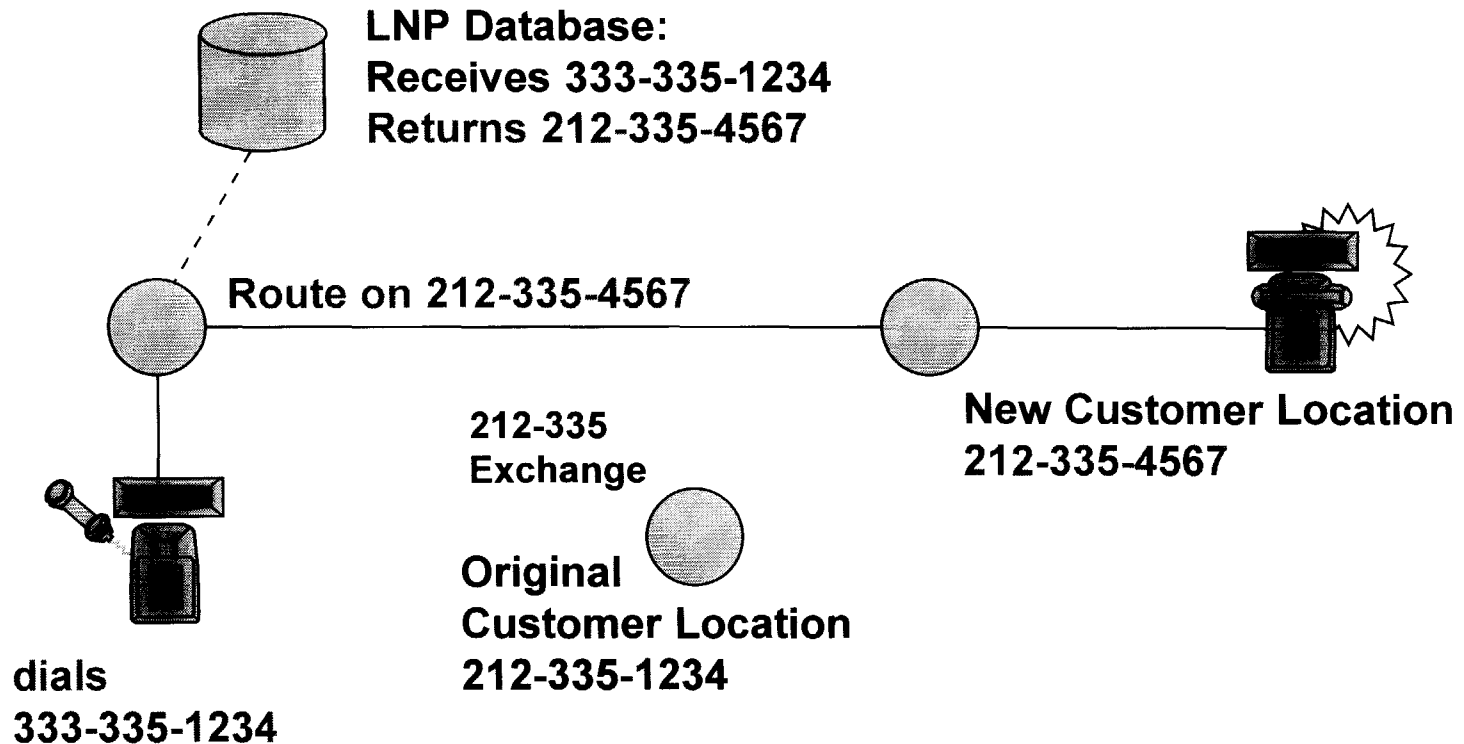 LNP Database:
Receives 333-335-1234
Returns 212-335-4567
Route on 212-335-4567
New Customer Location
212-335-4567
212-335
Exchange
Original
Customer Location
212-335-1234
dials
333-335-1234